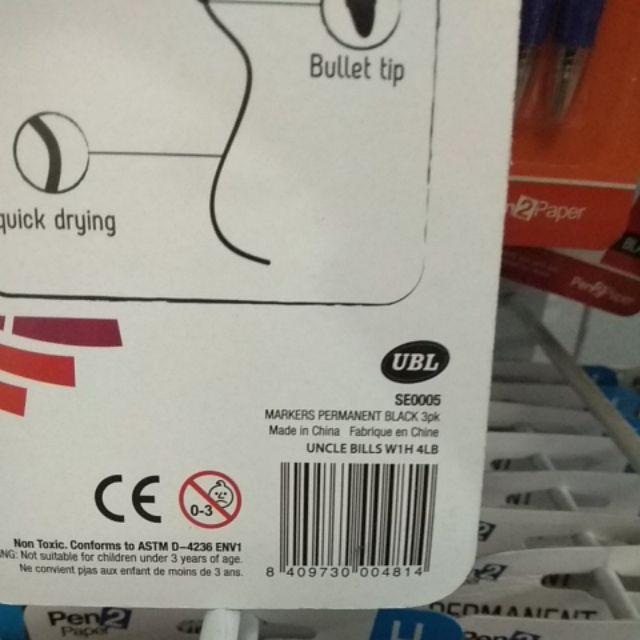 Bullet tip
quick drying
n2Paper
Pen2Paper
UBL
SE0005
MARKERS PERMANENT BLACK 3pk
Made in China Fabrique en Chine
UNCLE BILLS W1H 4LB
CE
0-3
Non Toxic. Conforms to ASTM D-4236 ENV1
NG: Not suitable for children under 3 years of age.
Ne convient pjas aux enfant de moins de 3 ans.
8 409730 004814
Pen2
Paper
PERMANENT
Pen2